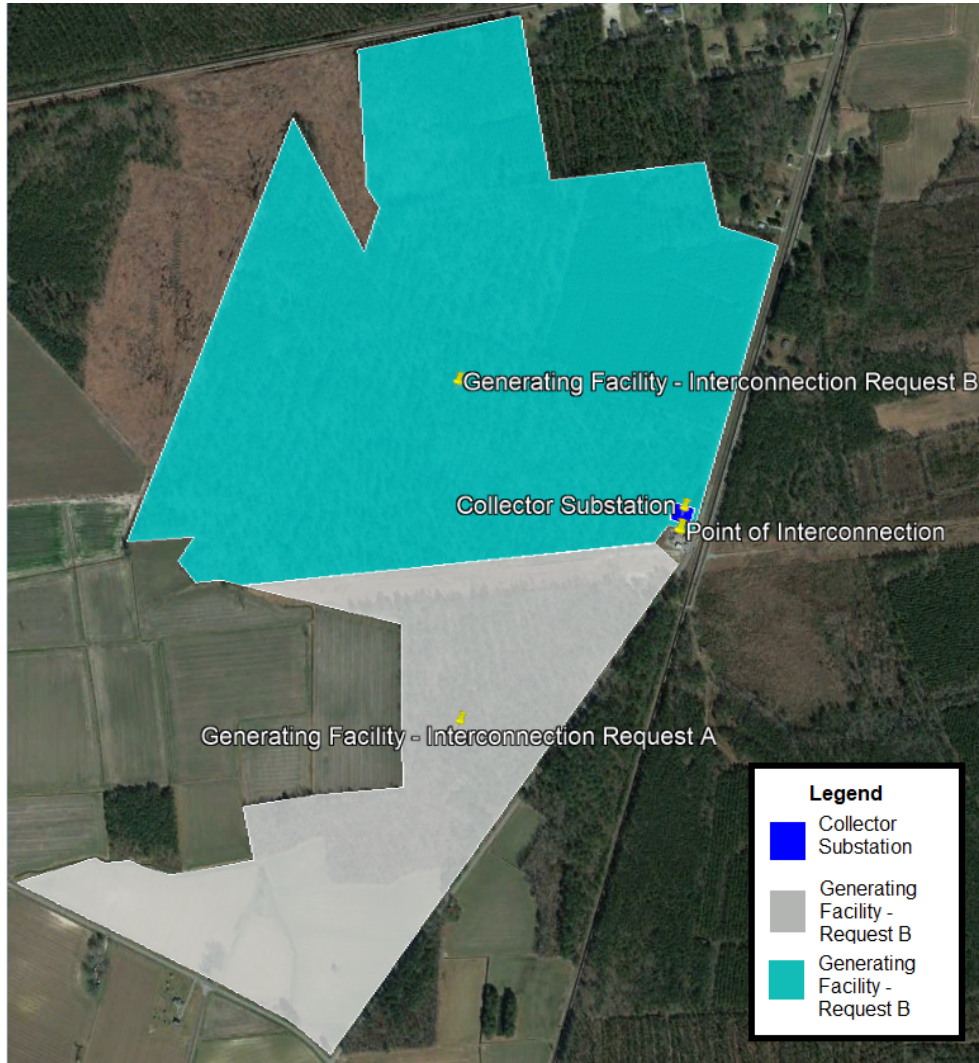 Generating Facility - Interconnection Request B
Collector Substation
Point of Interconnection
Generating Facility - Interconnection Request A
Legend
Collector
Substation
Generating
Facility -
Request B
Generating
Facility -
Request B